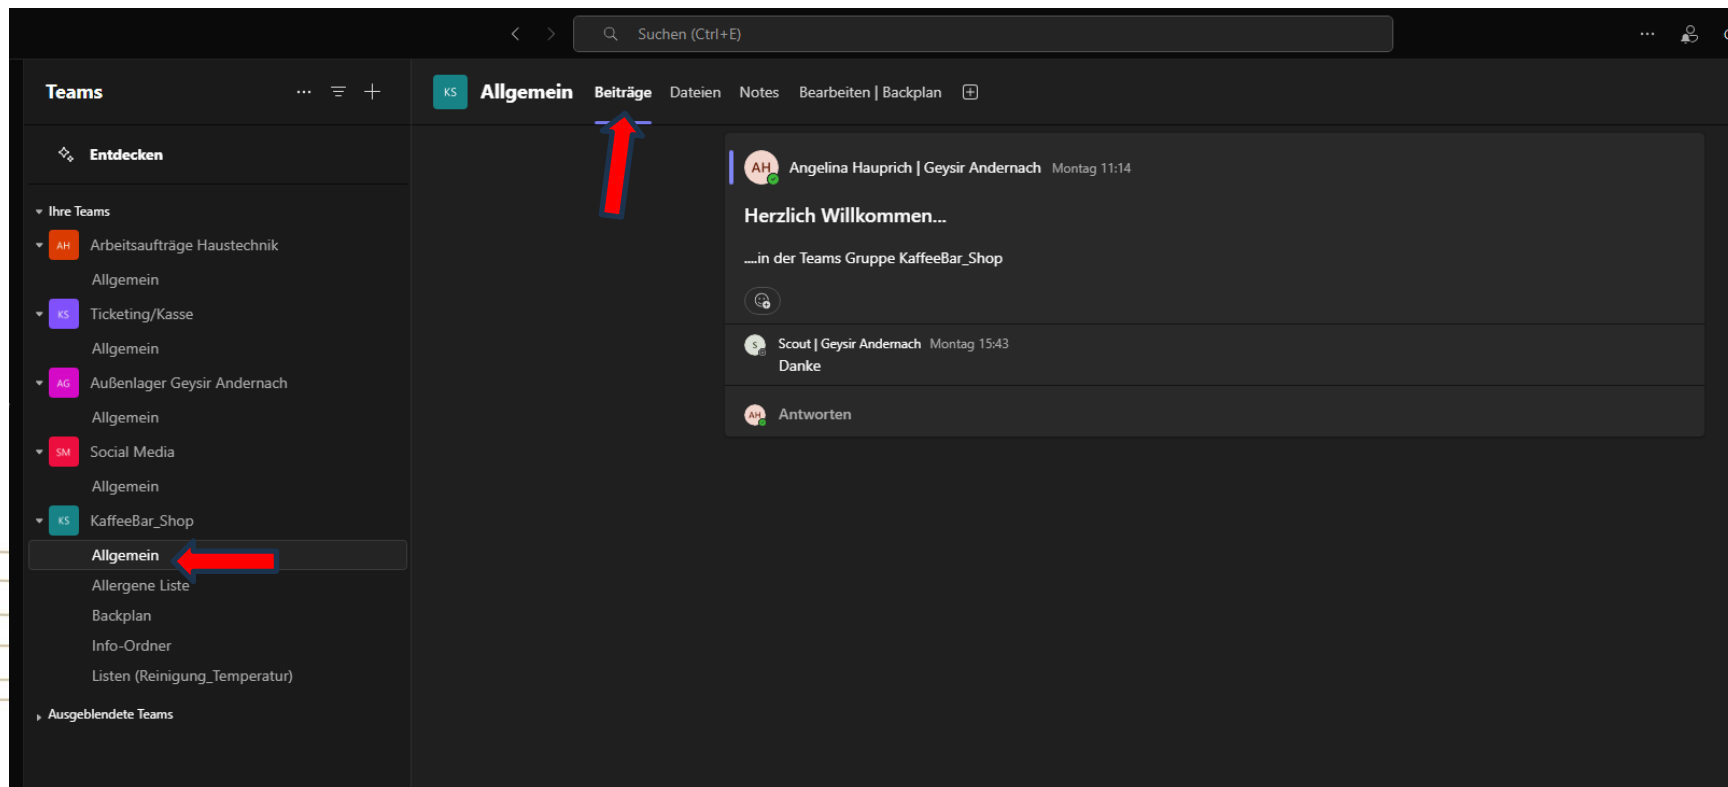 Suchen (Ctrl+E)
Teams
Entdecken
Ihre Teams
AH Arbeitsaufträge Haustechnik
Allgemein
KS Ticketing/Kasse
Allgemein
AG Außenlager Geysir Andernach
Allgemein
SM Social Media
Allgemein
KS KaffeeBar_Shop
Allgemein
Allergene Liste
Backplan
Info-Ordner
Listen (Reinigung_Temperatur)
Ausgeblendete Teams
KS Allgemein Beiträge Dateien Notes Bearbeiten | Backplan
AH Angelina Hauprich | Geysir Andernach Montag 11:14
Herzlich Willkommen...
....in der Teams Gruppe KaffeeBar_Shop
S Scout | Geysir Andernach Montag 15:43
Danke
AH Antworten